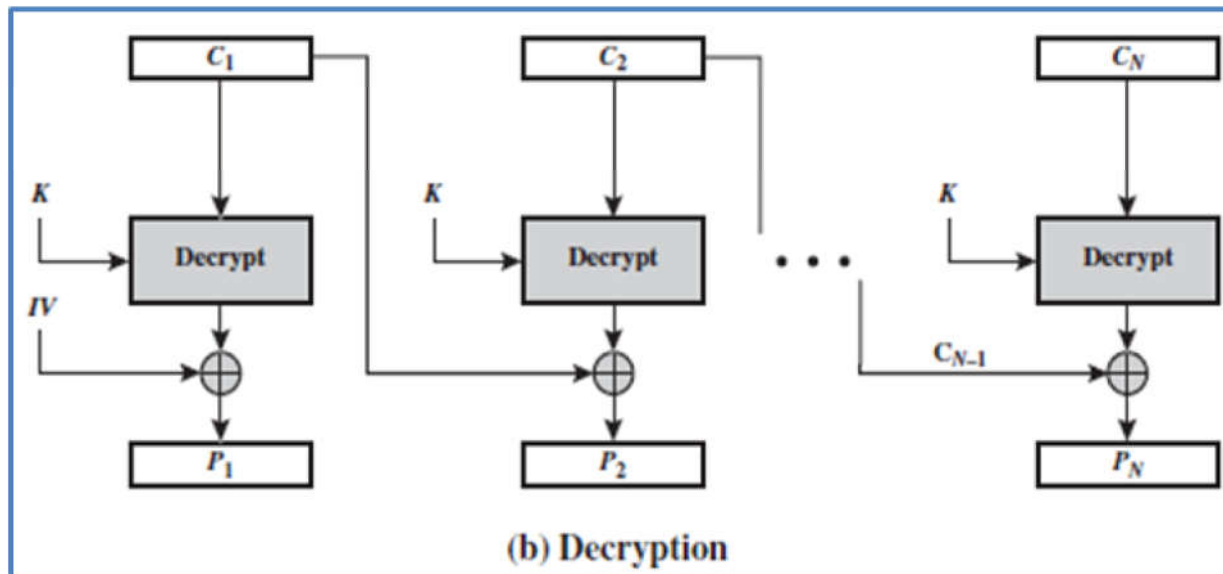 C1 C2 CN
K K K
Decrypt Decrypt Decrypt
IV
CN–1
P1 P2 PN
(b) Decryption